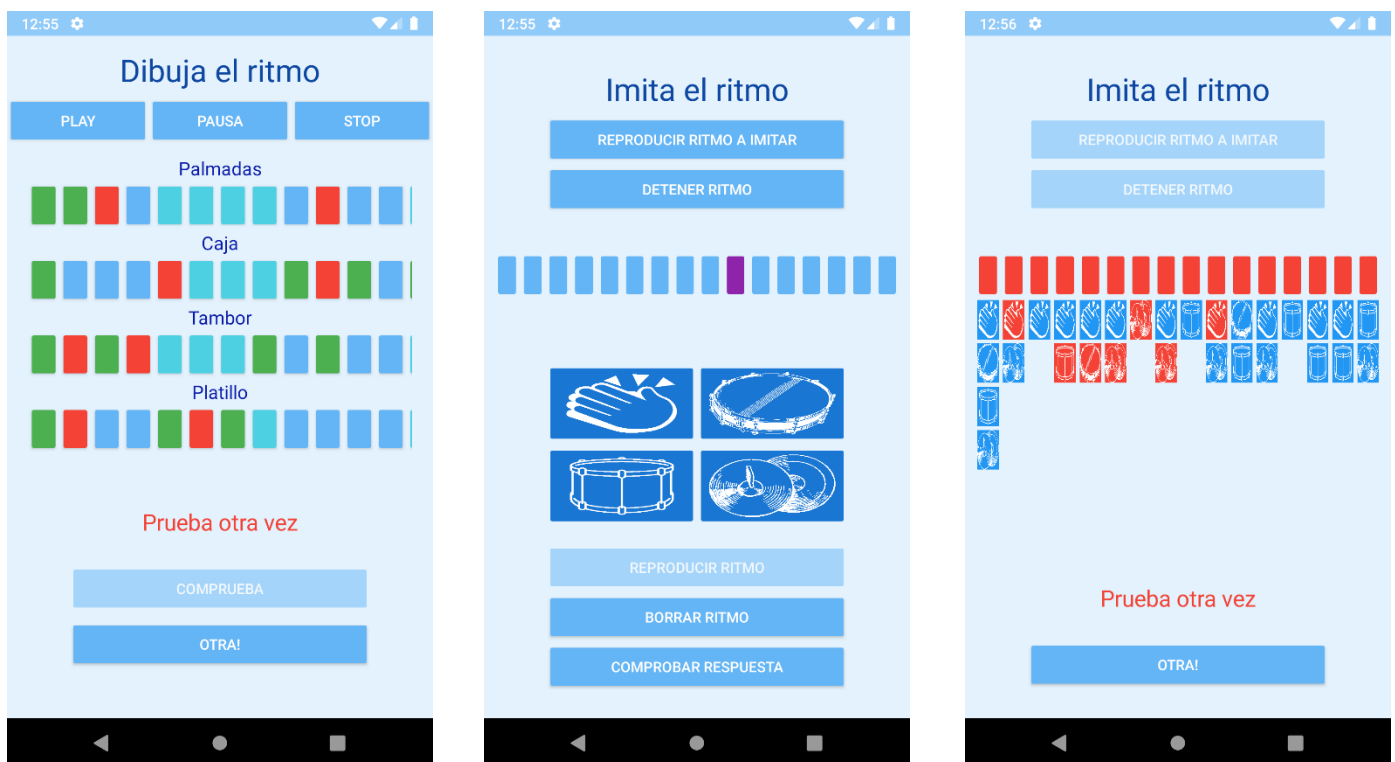 12:55
Dibuja el ritmo
PLAY PAUSA STOP
Palmadas
Caja
Tambor
Platillo
Prueba otra vez
COMPRUEBA
OTRA!
12:55
Imita el ritmo
REPRODUCIR RITMO A IMITAR
DETENER RITMO
REPRODUCIR RITMO
BORRAR RITMO
COMPROBAR RESPUESTA
12:56
Imita el ritmo
REPRODUCIR RITMO A IMITAR
DETENER RITMO
Prueba otra vez
OTRA!